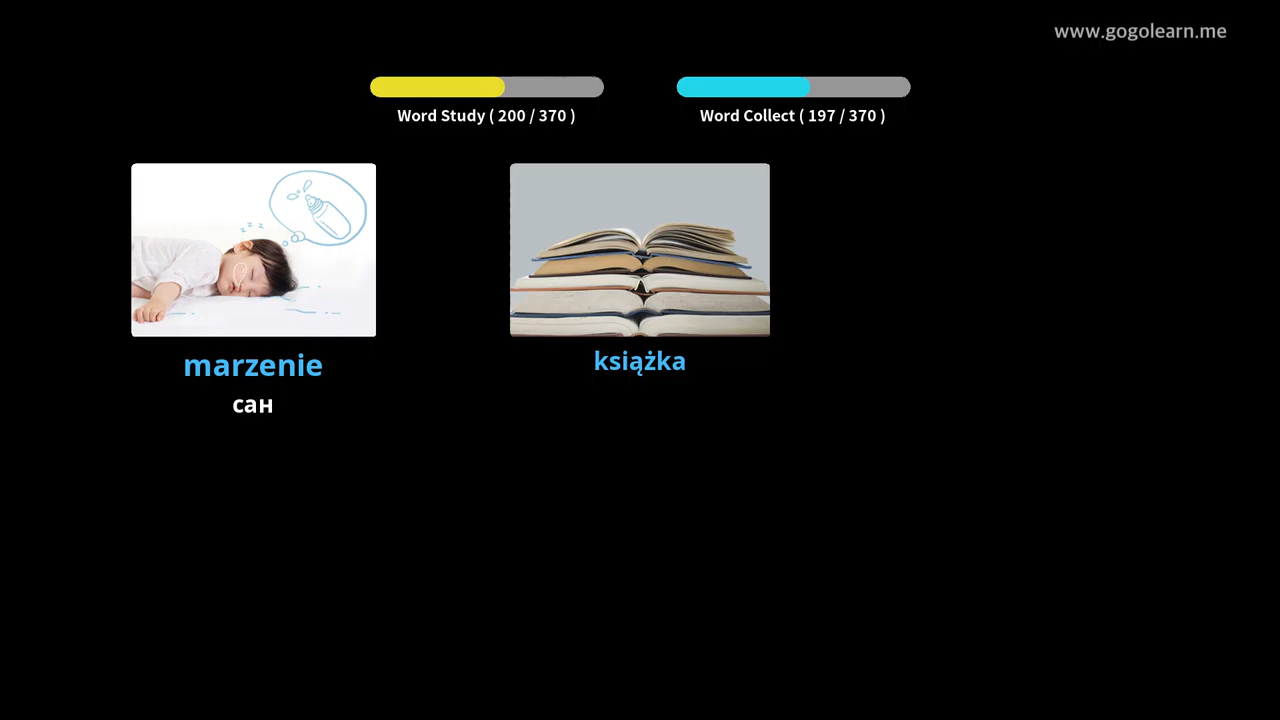 www.gogolearn.me
Word Study ( 200 / 370 )
Word Collect ( 197 / 370 )
marzenie
сан
książka